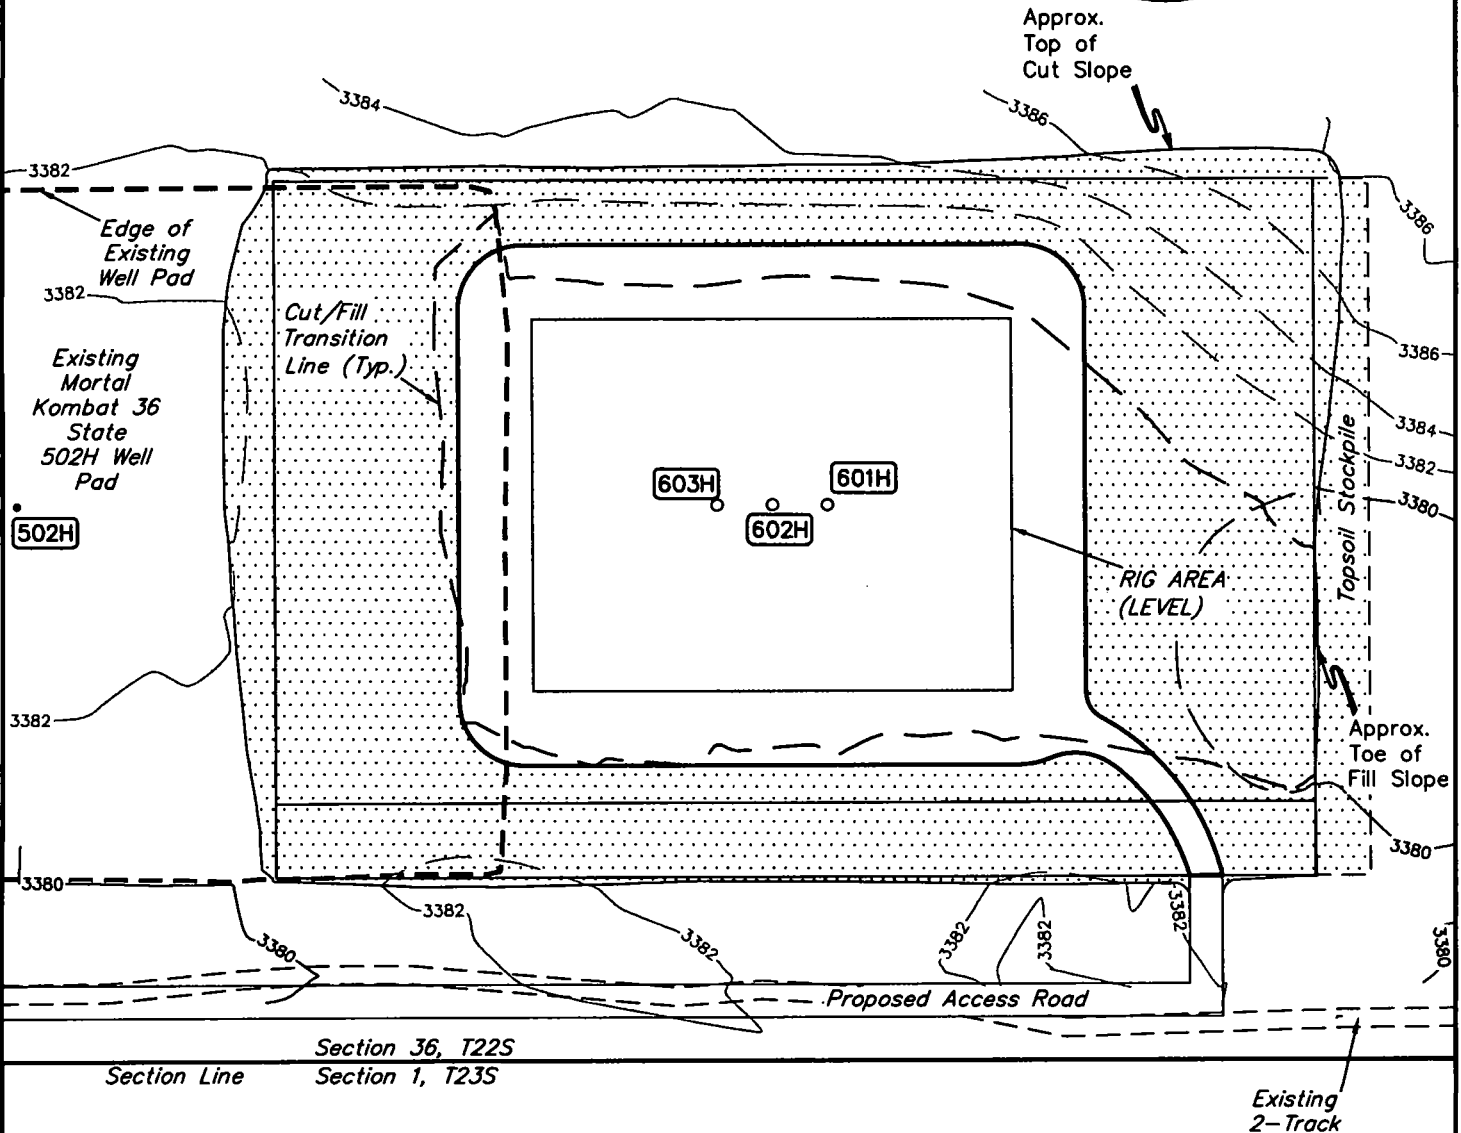 Approx.
Top of
Cut Slope
3384
3386
3382
Edge of
Existing
Well Pad
3386
3382
Cut/Fill
Transition
Line (Typ.)
Existing
Mortal
Kombat 36
State
502H Well
Pad
3386
3384
3382
3380
Topsoil Stockpile
603H
601H
602H
502H
RIG AREA
(LEVEL)
3382
Approx.
Toe of
Fill Slope
3380
3380
3382
3382
3382
3382
3382
3380
3380
Proposed Access Road
Section 36, T22S
Section Line
Section 1, T23S
Existing
2-Track